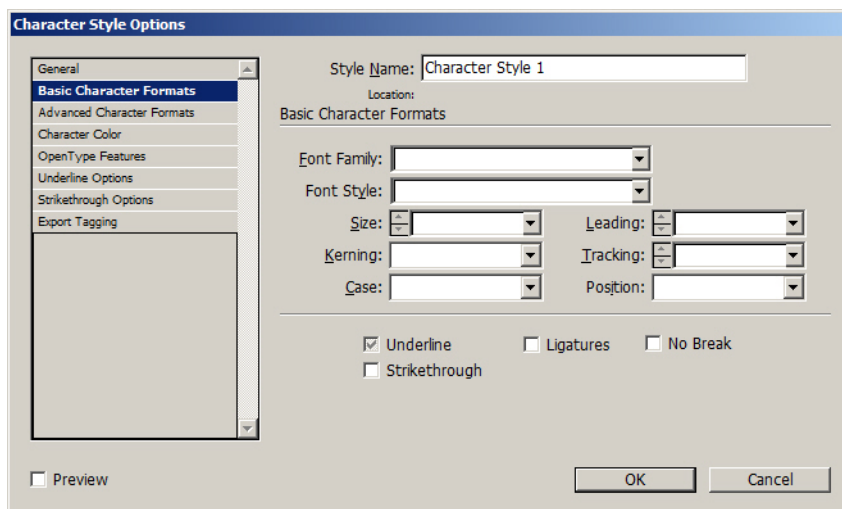 Character Style Options
General
Basic Character Formats
Advanced Character Formats
Character Color
OpenType Features
Underline Options
Strikethrough Options
Export Tagging
Style Name: Character Style 1
Location:
Basic Character Formats
Font Family:
Font Style:
Size: Leading:
Kerning: Tracking:
Case: Position:
Underline Ligatures No Break
Strikethrough
Preview OK Cancel